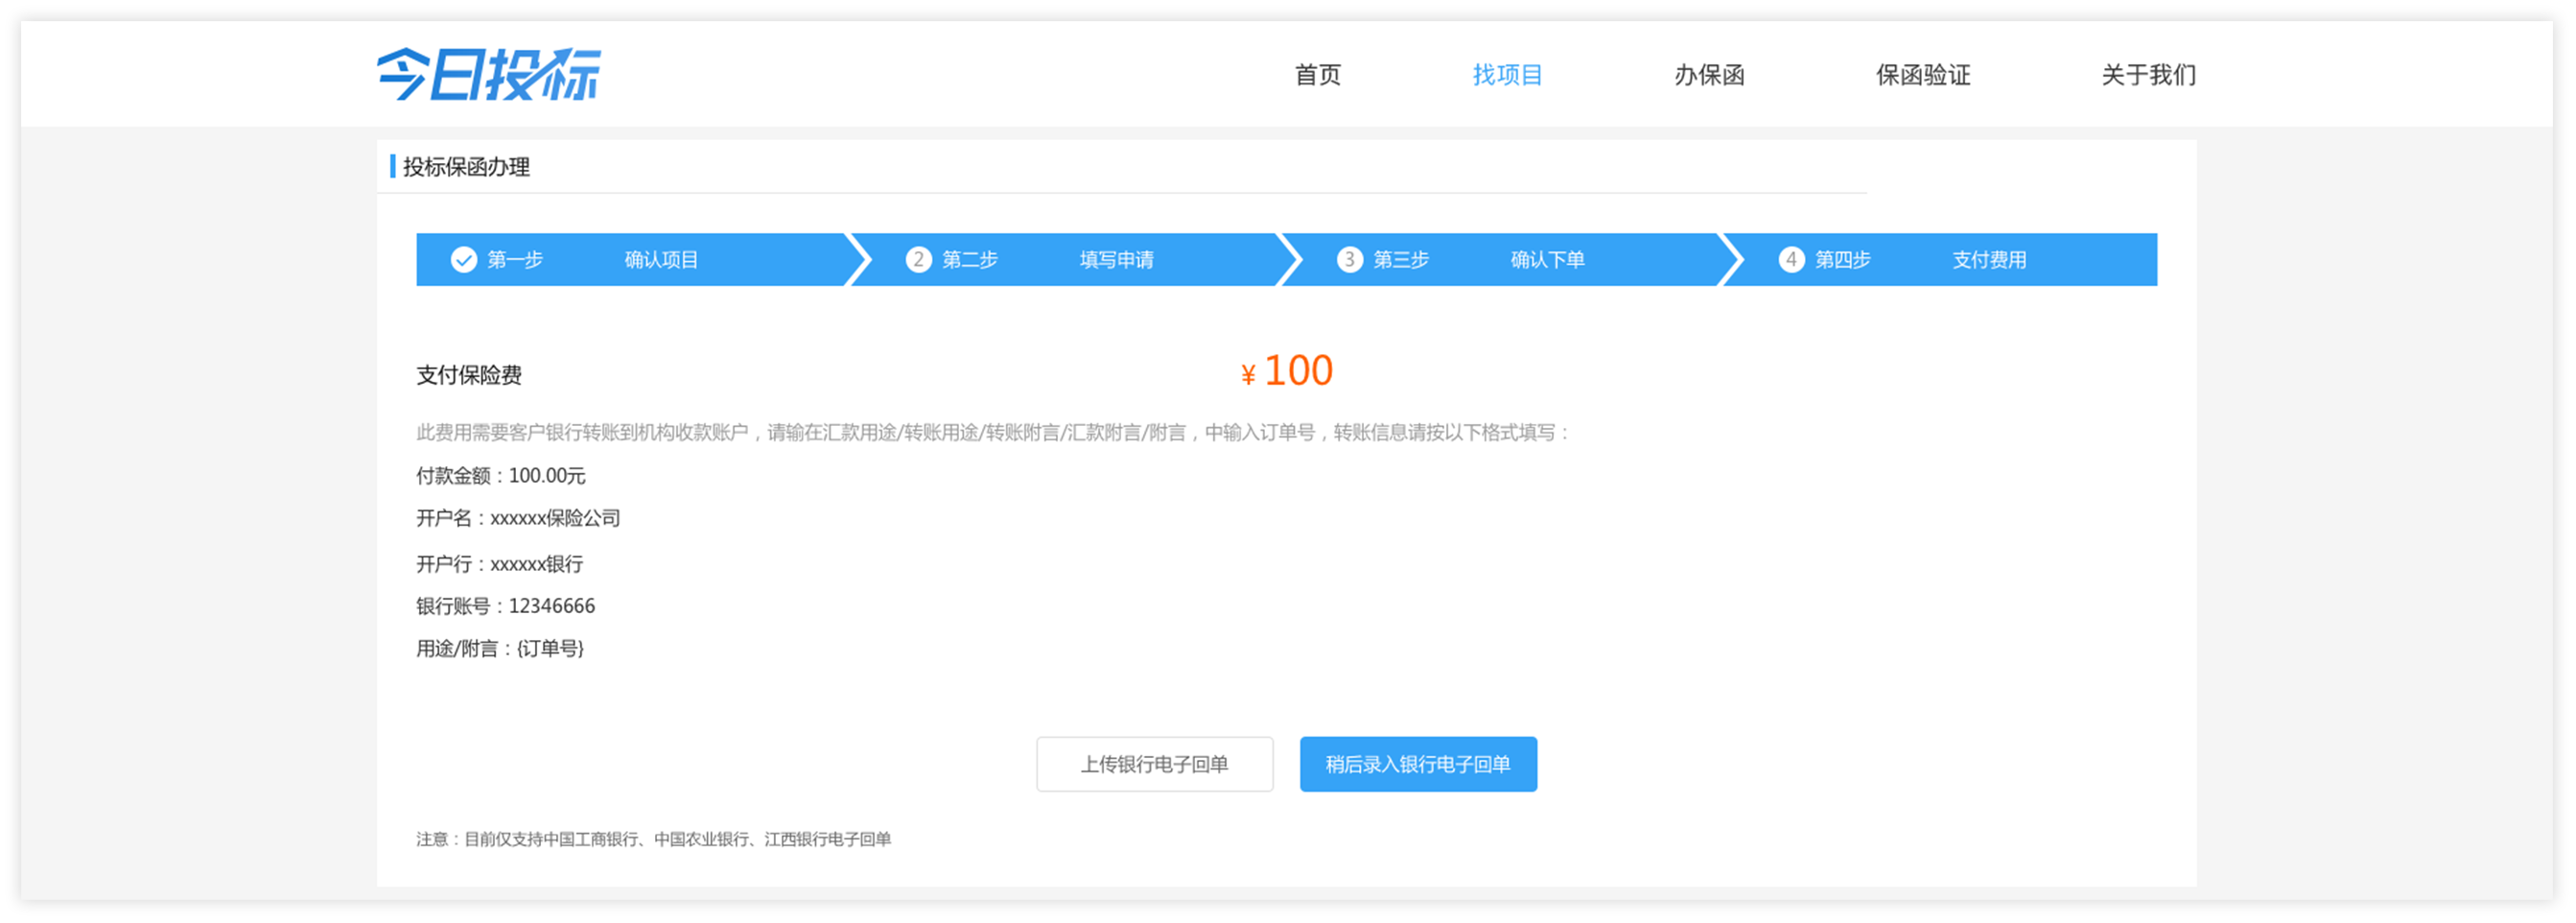 今日投标 首页 找项目 办保函 保函验证 关于我们
投标保函办理
第一步 确认项目 2 第二步 填写申请 3 第三步 确认下单 4 第四步 支付费用
支付保险费 ¥ 100
此费用需要客户银行转账到机构收款账户，请输在汇款用途/转账用途/转账附言/汇款附言/附言，中输入订单号，转账信息请按以下格式填写：
付款金额：100.00元
开户名：xxxxxx保险公司
开户行：xxxxxx银行
银行账号：12346666
用途/附言：{订单号}
上传银行电子回单 稍后录入银行电子回单
注意：目前仅支持中国工商银行、中国农业银行、江西银行电子回单